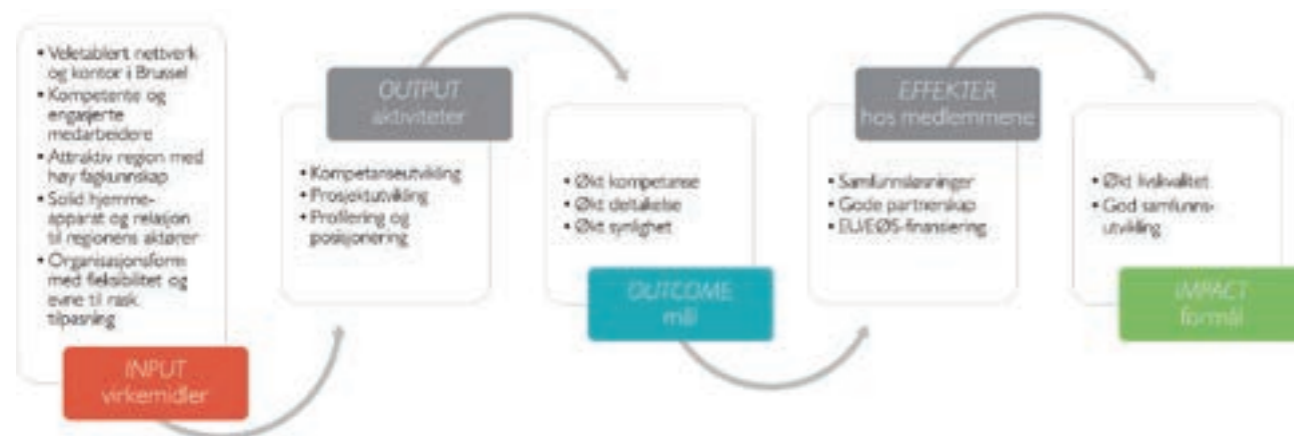 • Veletablert nettverk
og kontor i Brussel
• Kompetente og
engasjerte
medarbeidere
• Attraktiv region med
høy fagkunnskap
• Solid hjemme-
apparat og relasjon
til regionens aktører
• Organisasjonsform
med fleksibilitet og
evne til rask
tilpasning
INPUT
virkemidler
OUTPUT
aktiviteter
• Kompetanseutvikling
• Prosjektutvikling
• Profilering og
posisjonering
• Økt kompetanse
• Økt deltakelse
• Økt synlighet
OUTCOME
mål
EFFEKTER
hos medlemmene
• Samfunnsløsninger
• Gode partnerskap
• EU/EØS-finansiering
• Økt livskvalitet
• God samfunns-
utvikling
IMPACT
formål